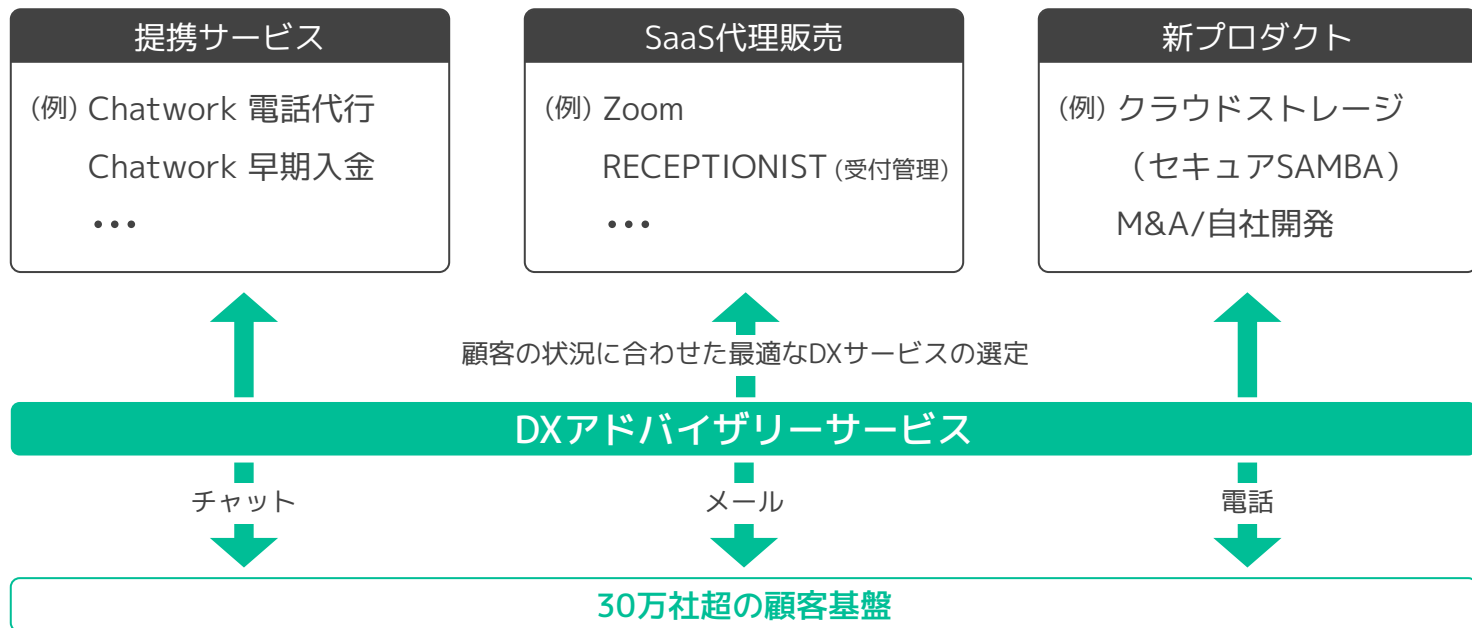 提携サービス
(例) Chatwork 電話代行
Chatwork 早期入金
•••
SaaS代理販売
(例) Zoom
RECEPTIONIST (受付管理)
•••
新プロダクト
(例) クラウドストレージ
（セキュアSAMBA）
M&A/自社開発
顧客の状況に合わせた最適なDXサービスの選定
DXアドバイザリーサービス
チャット
メール
電話
30万社超の顧客基盤